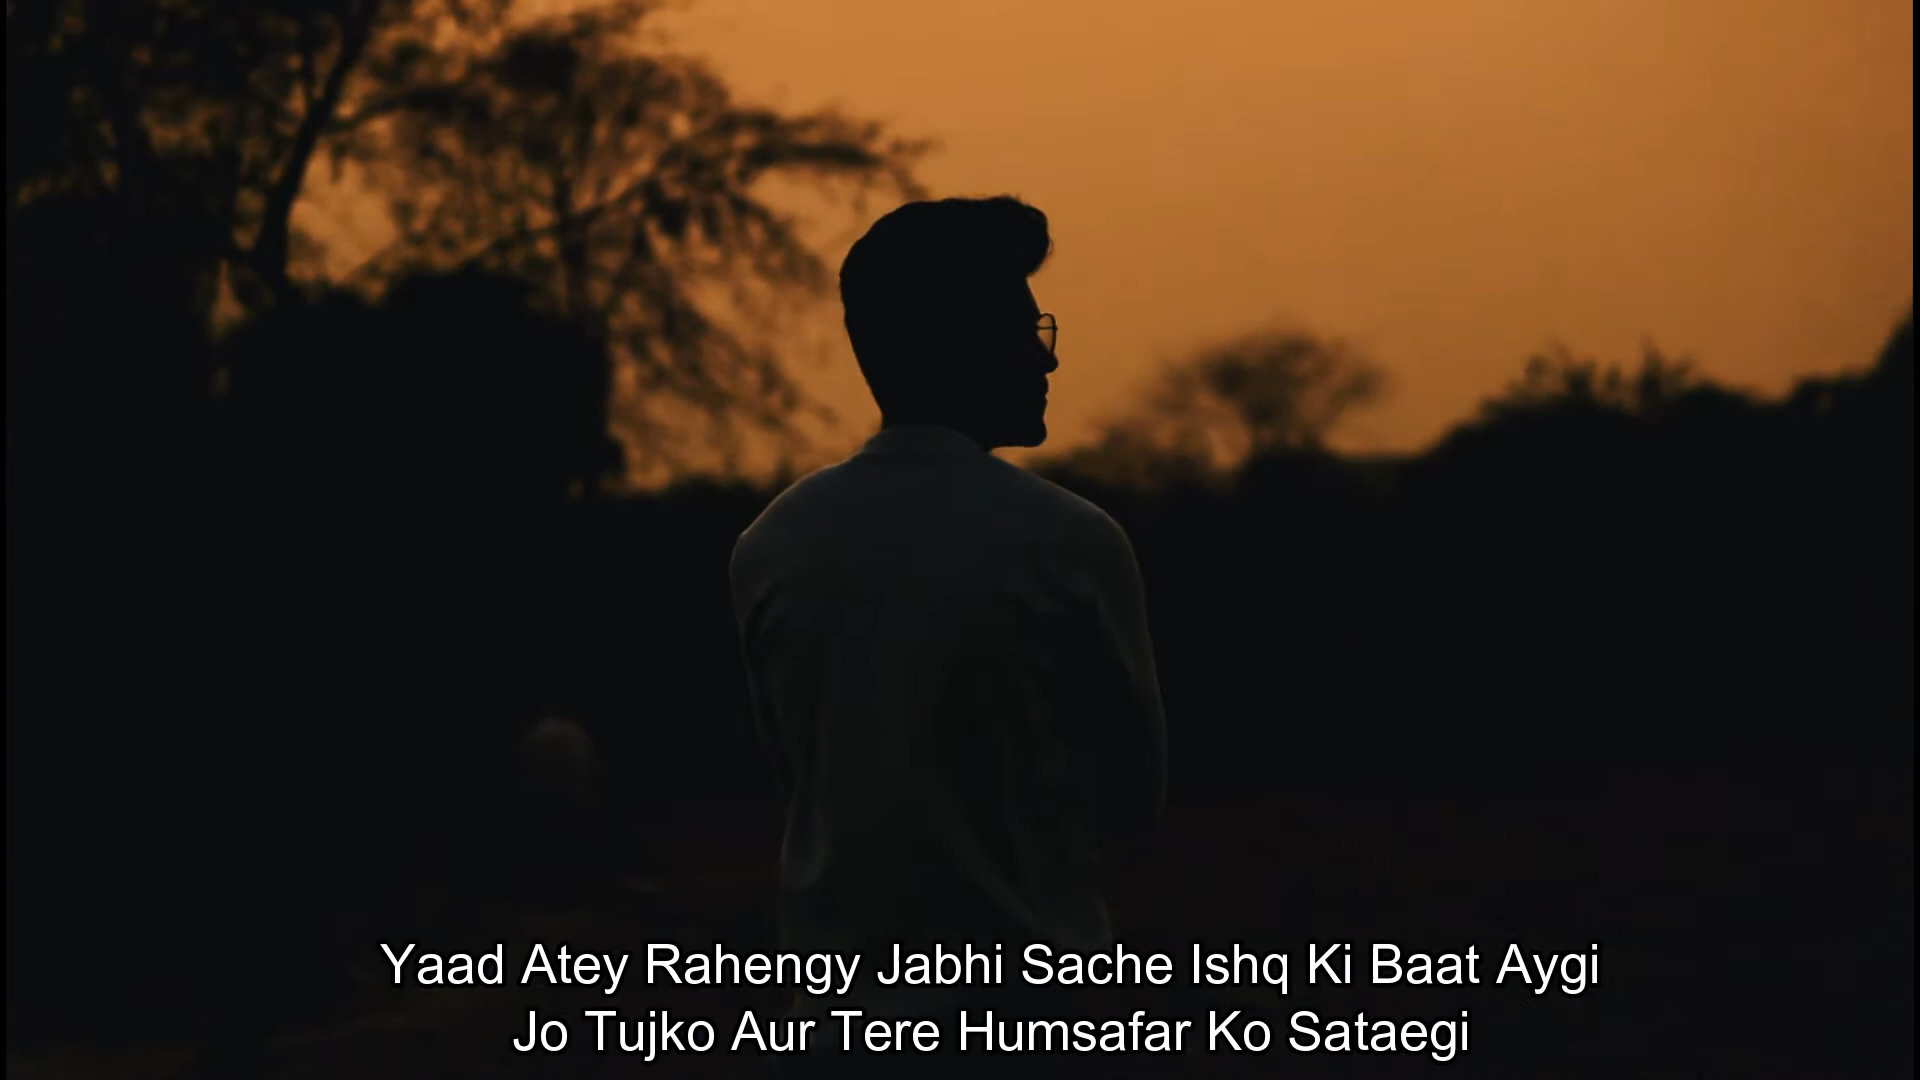 Yaad Atey Rahengy Jabhi Sache Ishq Ki Baat Aygi
Jo Tujko Aur Tere Humsafar Ko Sataegi